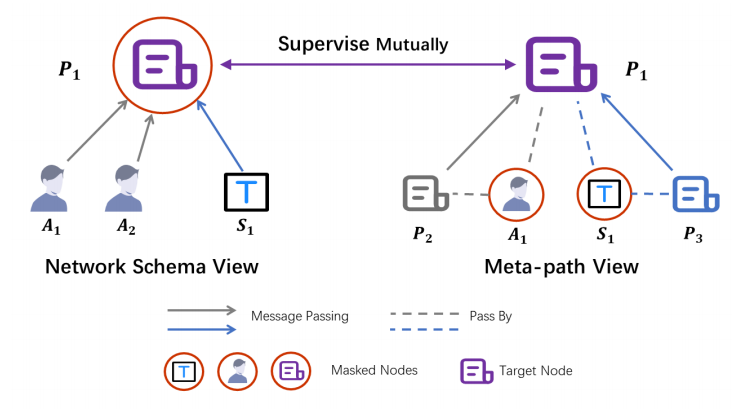 Supervise Mutually
P₁
P₁
T
T
A₁ A₂ S₁
P₂ A₁ S₁ P₃
Network Schema View
Meta-path View
Message Passing
Pass By
T
Masked Nodes
Target Node